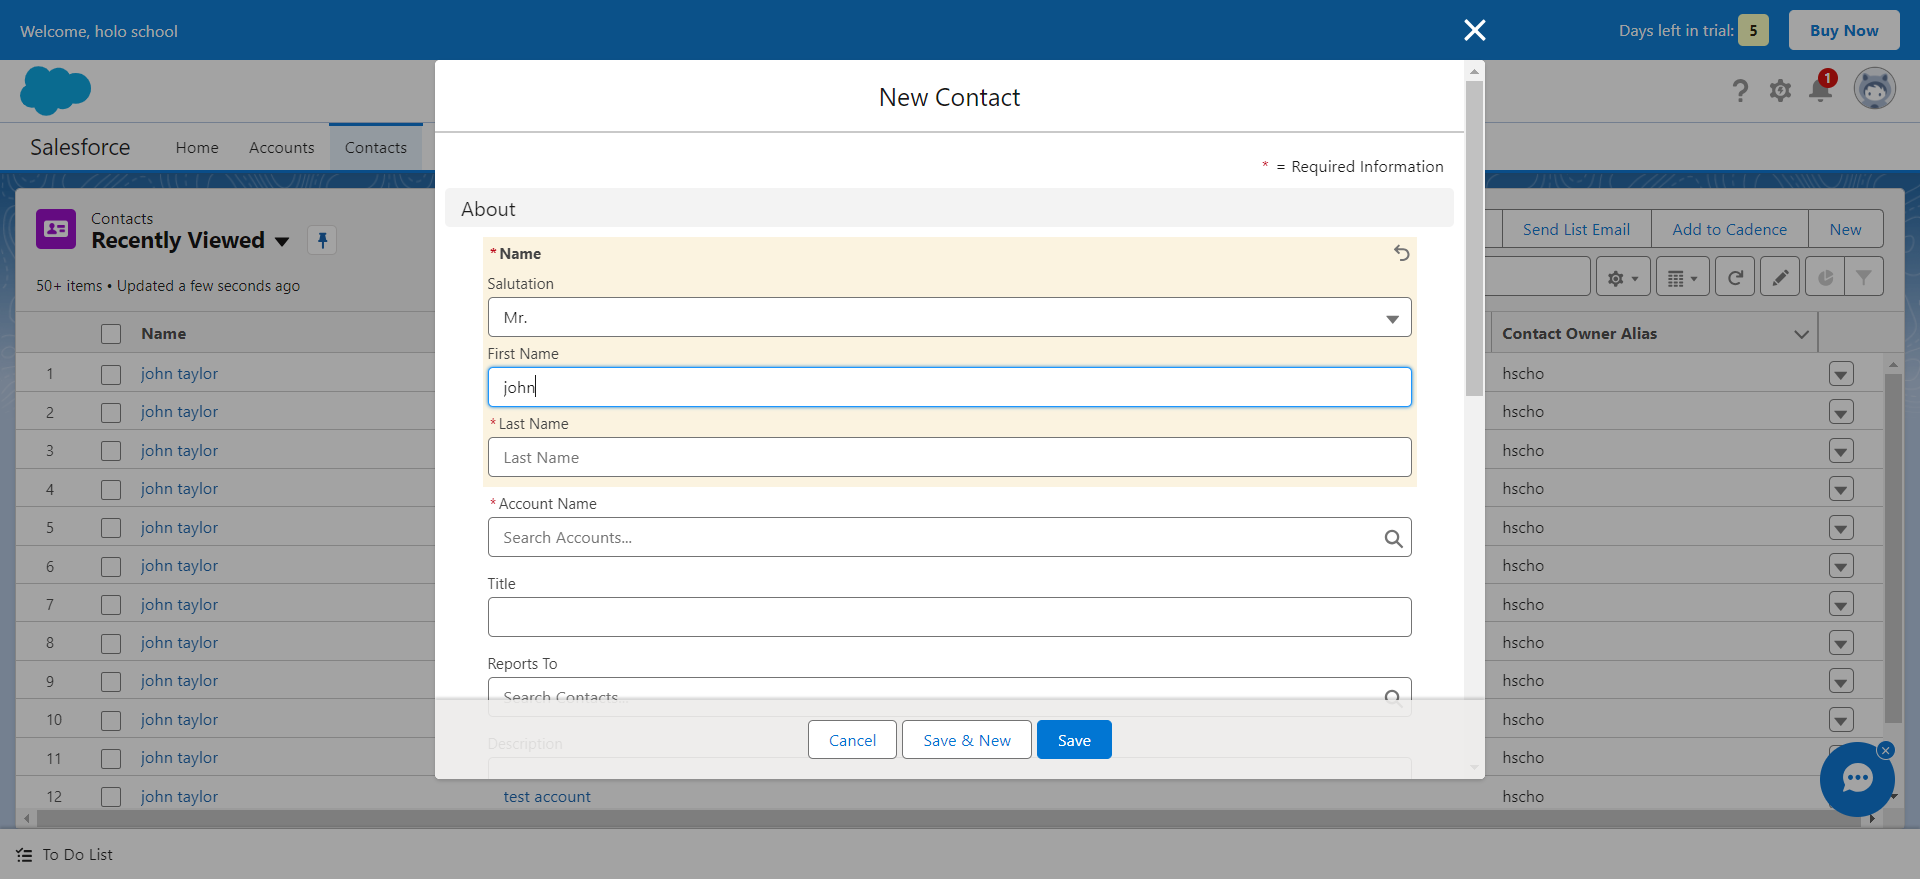 Welcome, holo school
Days left in trial: 5 Buy Now
New Contact
1
Salesforce Home Accounts Contacts
* = Required Information
About
Contacts
Recently Viewed
50+ items • Updated a few seconds ago
Send List Email Add to Cadence New
*Name
Salutation
Mr.
First Name
john
*Last Name
Last Name
*Account Name
Search Accounts...
Title
Reports To
Search Contacts...
Description
Cancel Save & New Save
Name Contact Owner Alias
1 john taylor hscho
2 john taylor hscho
3 john taylor hscho
4 john taylor hscho
5 john taylor hscho
6 john taylor hscho
7 john taylor hscho
8 john taylor hscho
9 john taylor hscho
10 john taylor hscho
11 john taylor hscho
12 john taylor test account hscho
To Do List